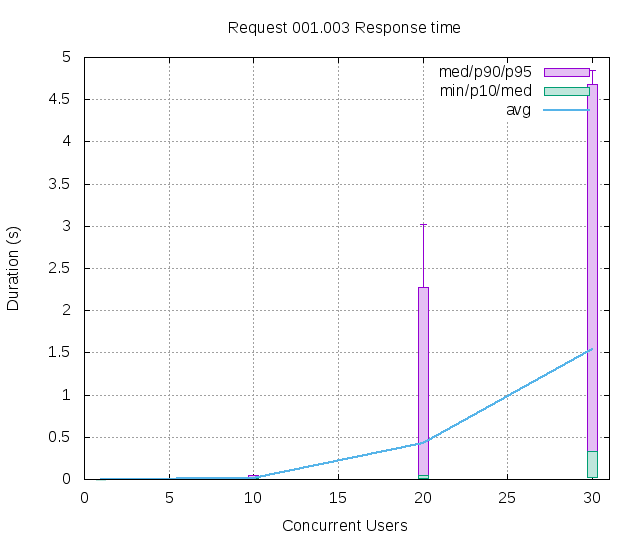 Request 001.003 Response time
med/p90/p95
min/p10/med
avg
5
4.5
4
3.5
3
2.5
2
1.5
1
0.5
0
Duration (s)
0 5 10 15 20 25 30
Concurrent Users